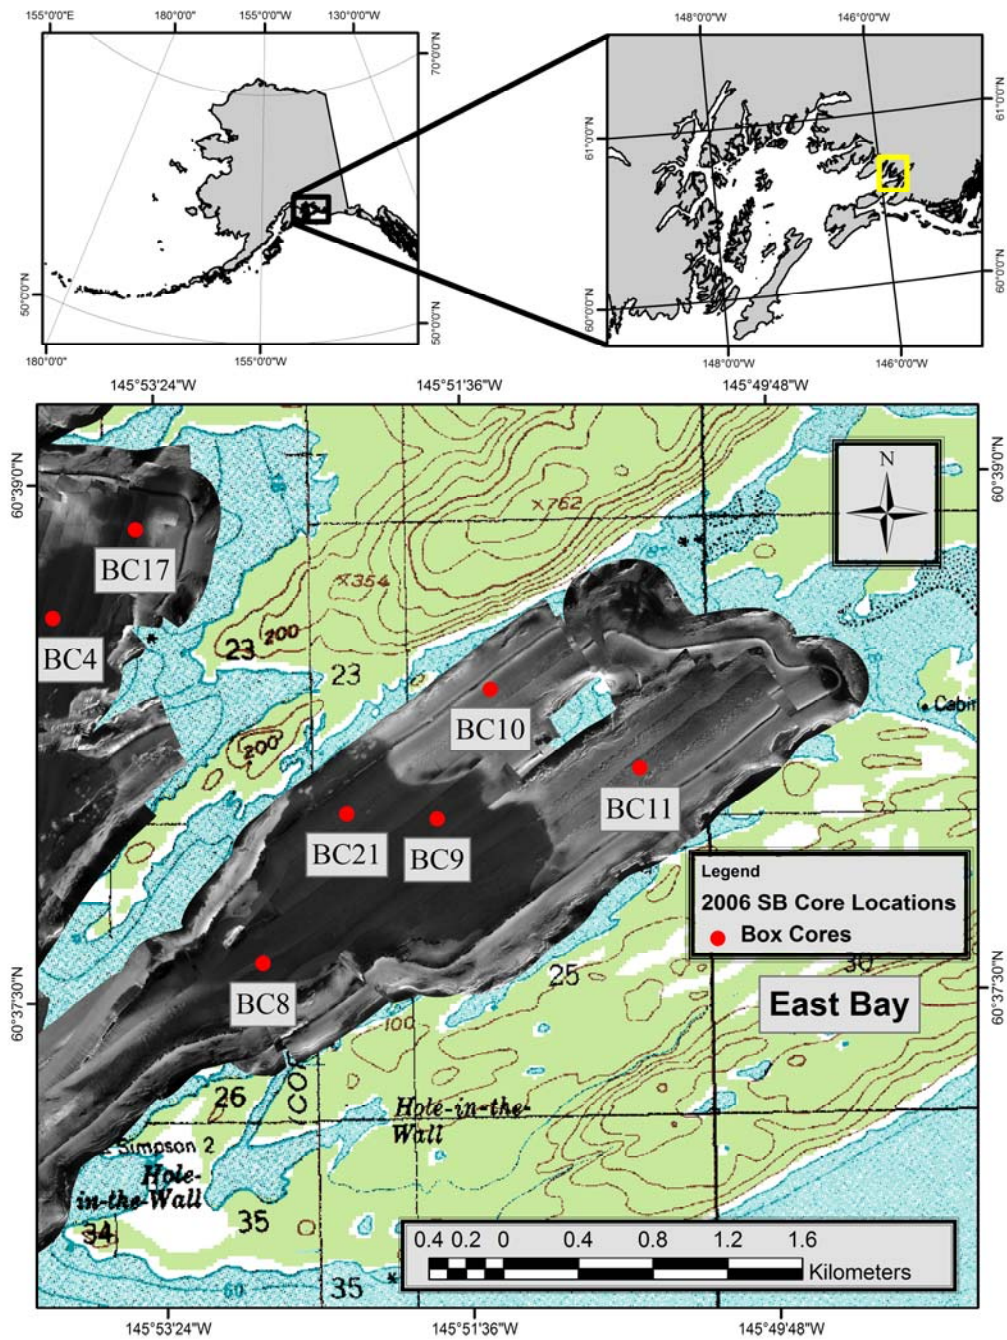 155°0'0"E
180°0'0"
155°0'0"W
130°0'0"W
70°0'0"N
50°0'0"N
50°0'0"N
180°0'0"
155°0'0"W
148°0'0"W
146°0'0"W
61°0'0"N
61°0'0"N
60°0'0"N
60°0'0"N
148°0'0"W
146°0'0"W
145°53'24"W
145°51'36"W
145°49'48"W
60°39'0"N
60°39'0"N
N
x762
BC17
x354
BC4
200
23
23
Cabin
BC10
200
BC11
BC21
BC9
Legend
2006 SB Core Locations
Box Cores
25
30
60°37'30"N
60°37'30"N
BC8
East Bay
100
26
(COR
Hole-in-the-
Wall
Simpson 2
Hole-
in-the-Wall
34
35
35
60
0.4 0.2 0 0.4 0.8 1.2 1.6
Kilometers
145°53'24"W
145°51'36"W
145°49'48"W